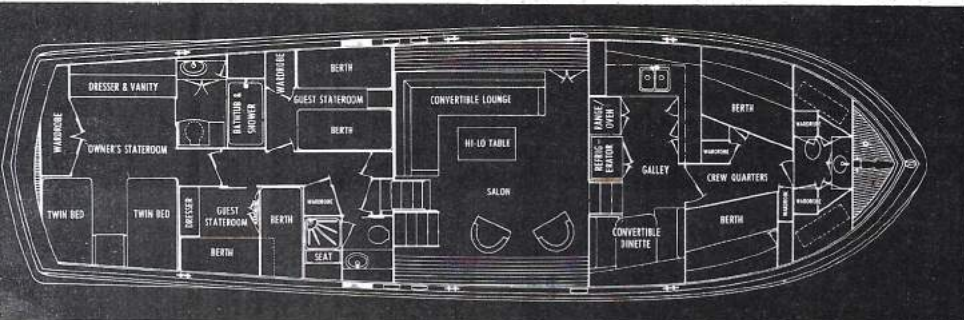 WARDROBE
DRESSER & VANITY
OWNER'S STATEROOM
TWIN BED
TWIN BED
BATHTUB &
SHOWER
WARDROBE
BERTH
GUEST STATEROOM
BERTH
DRESSER
GUEST
STATEROOM
BERTH
BERTH
WARDROBE
SEAT
CONVERTIBLE LOUNGE
HI-LO TABLE
SALON
RANGE/
OVEN
REFRIG-
ERATOR
GALLEY
CONVERTIBLE
DINETTE
BERTH
WARDROBE
CREW QUARTERS
BERTH
WARDROBE
WARDROBE
WARDROBE